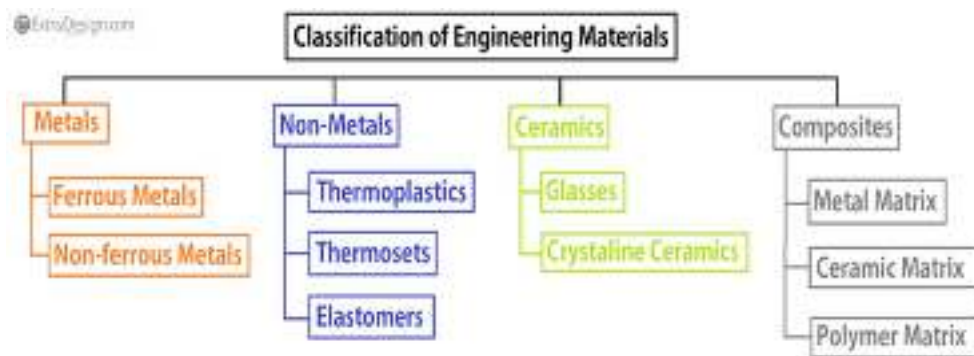 Classification of Engineering Materials
Metals
Ferrous Metals
Non-ferrous Metals
Non-Metals
Thermoplastics
Thermosets
Elastomers
Ceramics
Glasses
Crystaline Ceramics
Composites
Metal Matrix
Ceramic Matrix
Polymer Matrix